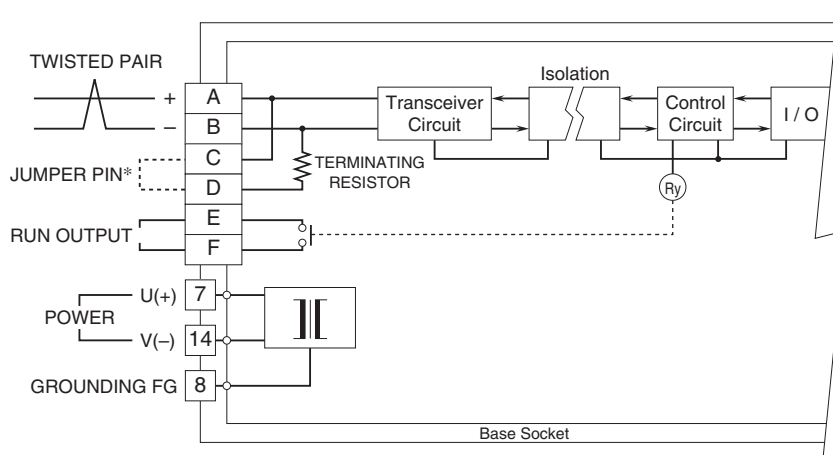 TWISTED PAIR
+
–
A
B
C
D
E
F
JUMPER PIN*
RUN OUTPUT
TERMINATING
RESISTOR
Transceiver
Circuit
Isolation
Control
Circuit
I / O
Ry
POWER
U(+)
7
V(–)
14
GROUNDING FG
8
Base Socket